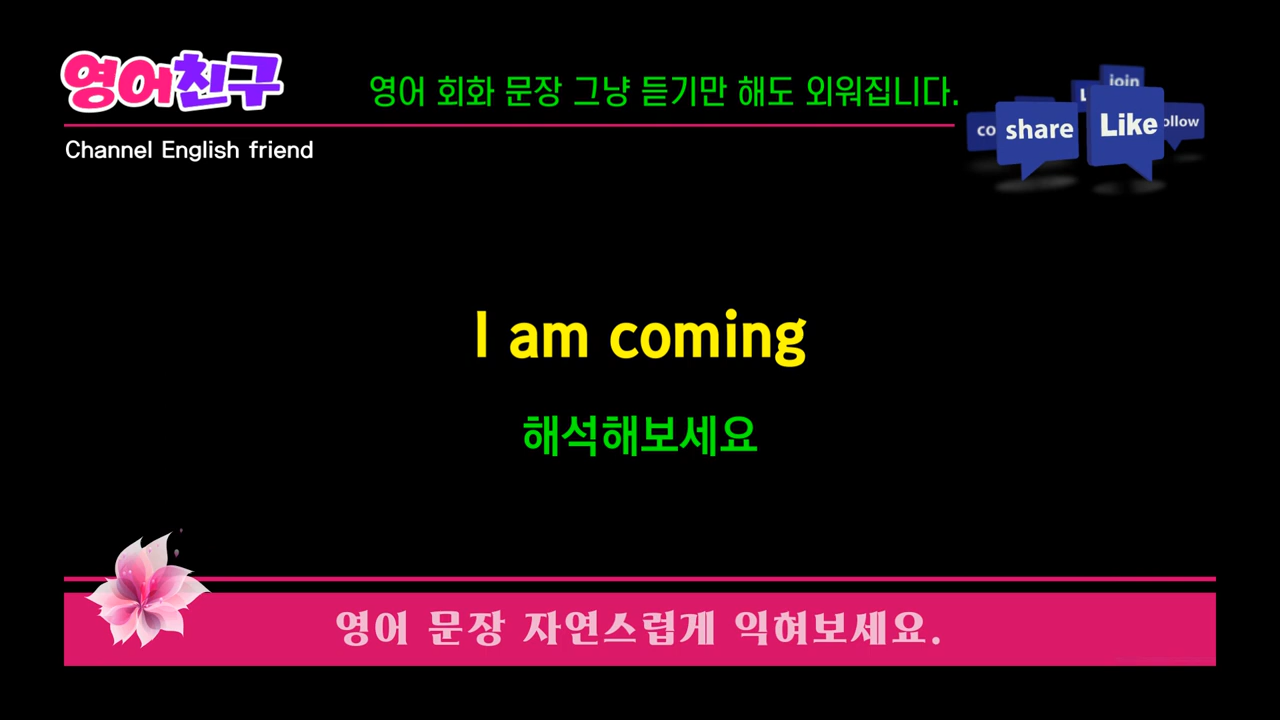 영어친구
영어 회화 문장 그냥 듣기만 해도 외워집니다.
join
share
Like
ollow
co
L
Channel English friend
I am coming
해석해보세요
영어 문장 자연스럽게 익혀보세요.